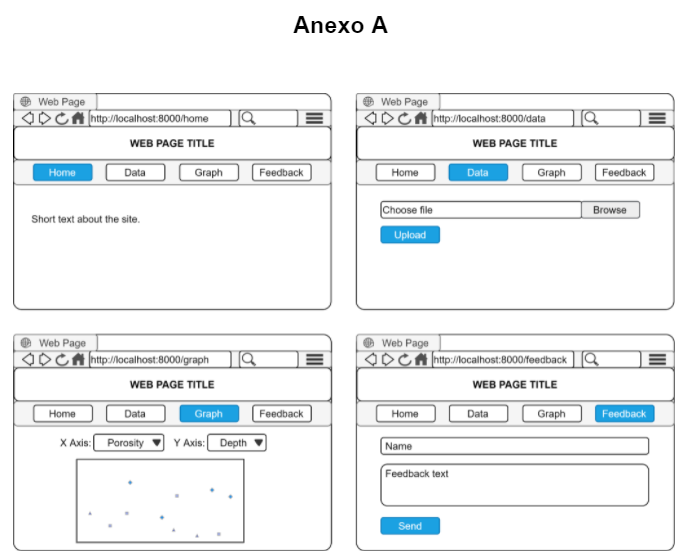 Anexo A
Web Page
http://localhost:8000/home
WEB PAGE TITLE
Home Data Graph Feedback
Short text about the site.
Web Page
http://localhost:8000/data
WEB PAGE TITLE
Home Data Graph Feedback
Choose file Browse
Upload
Web Page
http://localhost:8000/graph
WEB PAGE TITLE
Home Data Graph Feedback
X Axis: Porosity Y Axis: Depth
Web Page
http://localhost:8000/feedback
WEB PAGE TITLE
Home Data Graph Feedback
Name
Feedback text
Send